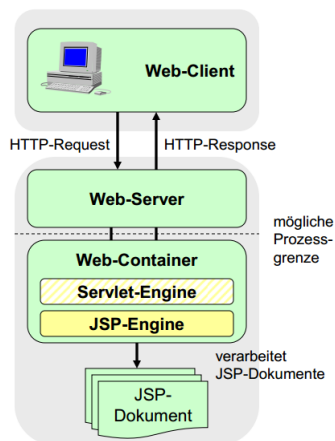 Web-Client
HTTP-Request
HTTP-Response
Web-Server
mögliche
Prozess-
grenze
Web-Container
Servlet-Engine
JSP-Engine
verarbeitet
JSP-Dokumente
JSP-
Dokument